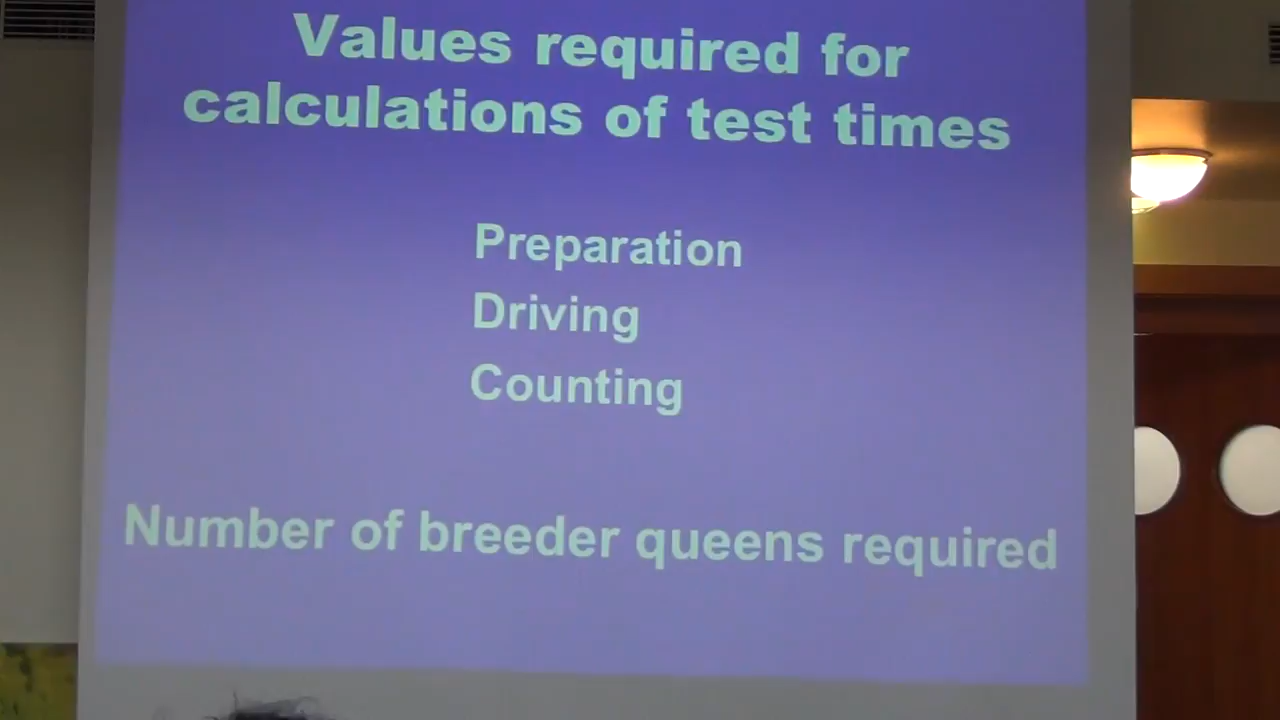 Values required for
calculations of test times
Preparation
Driving
Counting
Number of breeder queens required